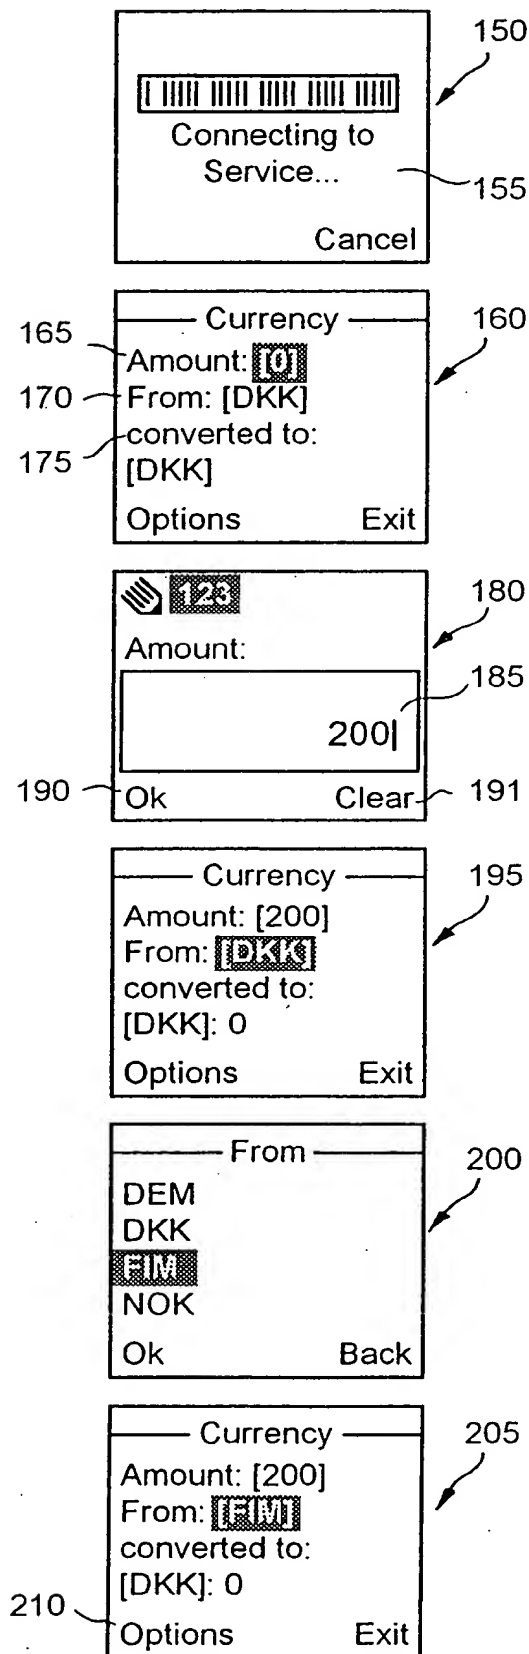 150
Connecting to
Service...
155
Cancel
Currency
160
165
Amount: [0]
170
From: [DKK]
175
converted to:
[DKK]
Options Exit
123
180
Amount:
185
200
190
Ok Clear
191
Currency
195
Amount: [200]
From: [DKK]
converted to:
[DKK]: 0
Options Exit
From
200
DEM
DKK
FIM
NOK
Ok Back
Currency
205
Amount: [200]
From: [FIM]
converted to:
[DKK]: 0
210
Options Exit